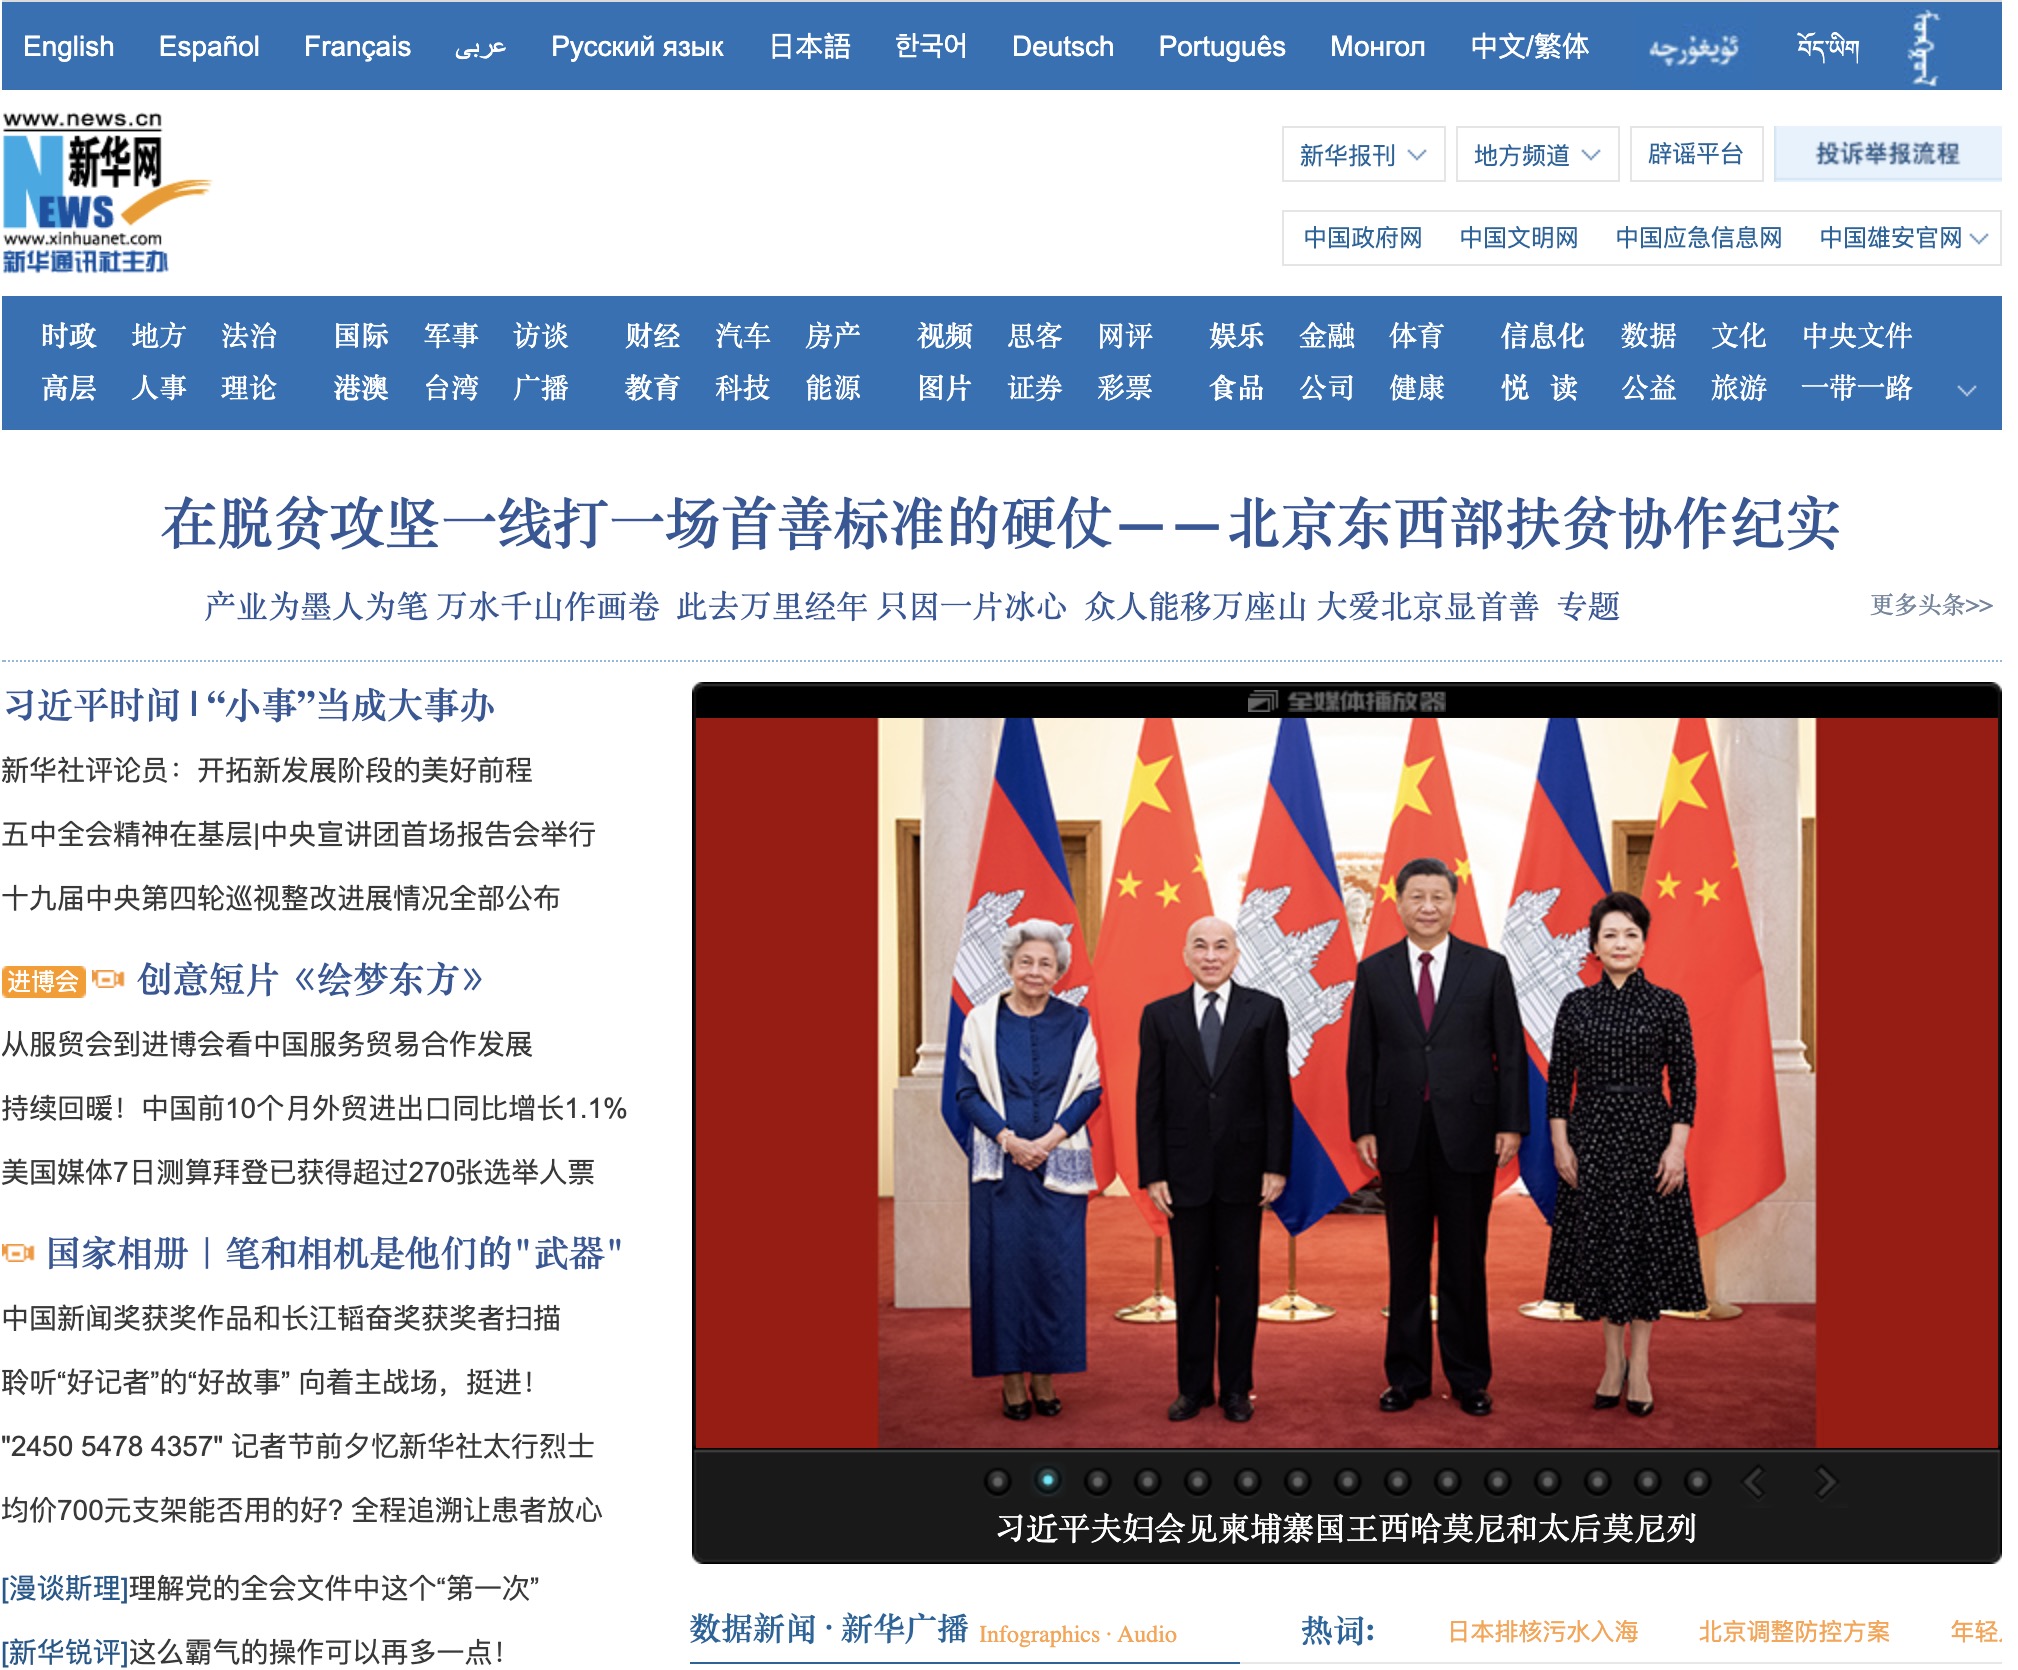 English Español Français عربى Русский язык 日本語 한국어 Deutsch Português Монгол 中文/繁体 ئۇيغۇرچە བོད་ཡིག
www.news.cn
新华网
NEWS
www.xinhuanet.com
新华通讯社主办
新华报刊 地方频道 辟谣平台 投诉举报流程
中国政府网 中国文明网 中国应急信息网 中国雄安官网
时政 地方 法治 国际 军事 访谈 财经 汽车 房产 视频 思客 网评 娱乐 金融 体育 信息化 数据 文化 中央文件
高层 人事 理论 港澳 台湾 广播 教育 科技 能源 图片 证券 彩票 食品 公司 健康 悦 读 公益 旅游 一带一路
在脱贫攻坚一线打一场首善标准的硬仗——北京东西部扶贫协作纪实
产业为墨人为笔 万水千山作画卷 此去万里经年 只因一片冰心 众人能移万座山 大爱北京显首善 专题 更多头条>>
习近平时间 | “小事”当成大事办
新华社评论员：开拓新发展阶段的美好前程
五中全会精神在基层|中央宣讲团首场报告会举行
十九届中央第四轮巡视整改进展情况全部公布
进博会 创意短片《绘梦东方》
从服贸会到进博会看中国服务贸易合作发展
持续回暖！中国前10个月外贸进出口同比增长1.1%
美国媒体7日测算拜登已获得超过270张选举人票
国家相册｜笔和相机是他们的"武器"
中国新闻奖获奖作品和长江韬奋奖获奖者扫描
聆听“好记者”的“好故事” 向着主战场，挺进！
"2450 5478 4357" 记者节前夕忆新华社太行烈士
均价700元支架能否用的好? 全程追溯让患者放心
[漫谈斯理]理解党的全会文件中这个“第一次”
[新华锐评]这么霸气的操作可以再多一点！
全媒体播放器
习近平夫妇会见柬埔寨国王西哈莫尼和太后莫尼列
数据新闻 · 新华广播 Infographics · Audio 热词： 日本排核污水入海 北京调整防控方案 年轻